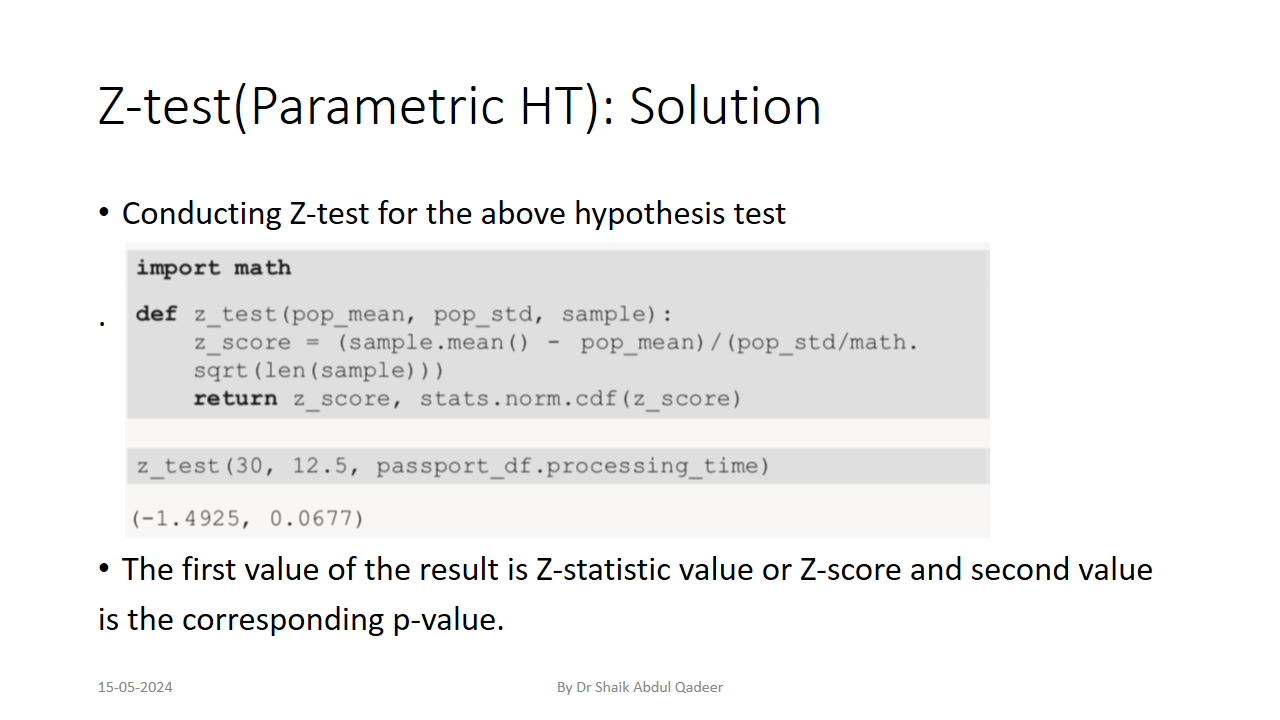 Z-test(Parametric HT): Solution
• Conducting Z-test for the above hypothesis test
import math
.
def z_test(pop_mean, pop_std, sample):
z_score = (sample.mean() - pop_mean)/(pop_std/math.
sqrt(len(sample)))
return z_score, stats.norm.cdf(z_score)
z_test(30, 12.5, passport_df.processing_time)
(-1.4925, 0.0677)
• The first value of the result is Z-statistic value or Z-score and second value
is the corresponding p-value.
15-05-2024
By Dr Shaik Abdul Qadeer